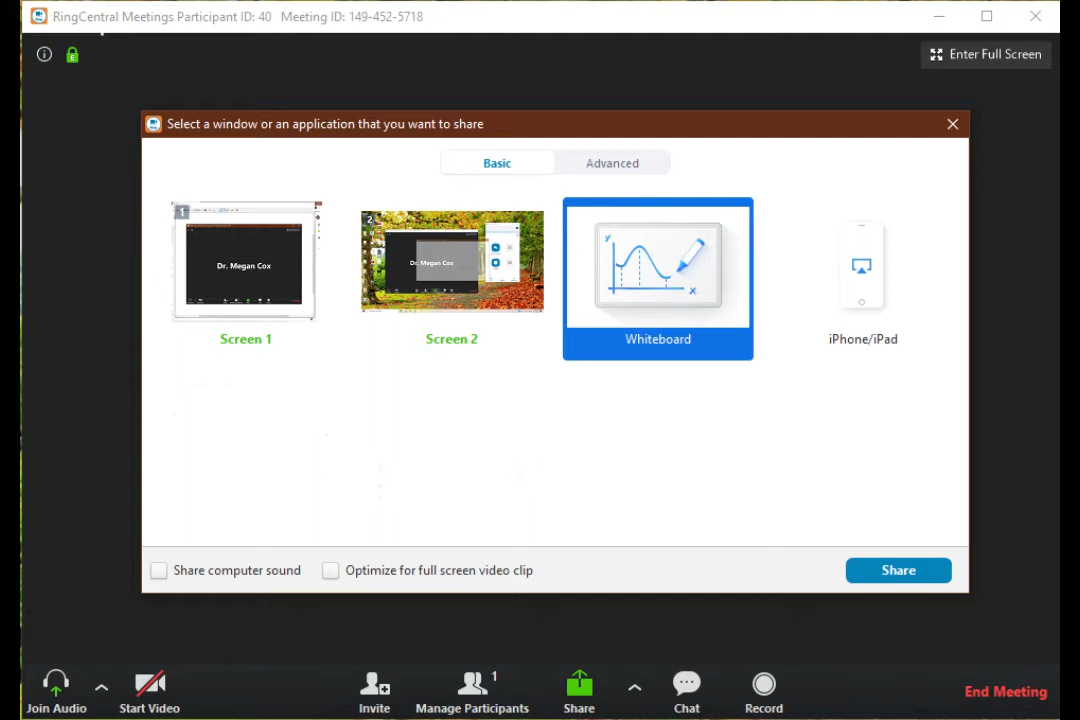 RingCentral Meetings Participant ID: 40 Meeting ID: 149-452-5718
Enter Full Screen
Select a window or an application that you want to share
Basic Advanced
1
Dr. Megan Cox
2
Dr. Megan Cox
y
x
Screen 1 Screen 2 Whiteboard iPhone/iPad
Share computer sound Optimize for full screen video clip Share
1
Join Audio Start Video Invite Manage Participants Share Chat Record End Meeting